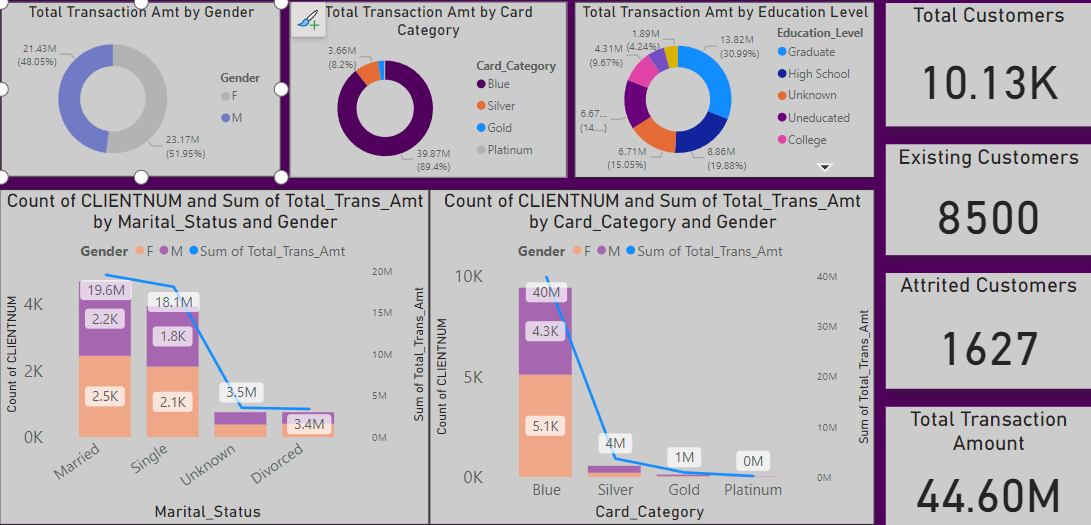 Total Transaction Amt by Gender
21.43M
(48.05%)
Gender
F
M
23.17M
(51.95%)
Total Transaction Amt by Card
Category
3.66M
(8.2%)
Card_Category
Blue
Silver
Gold
Platinum
39.87M
(89.4%)
Total Transaction Amt by Education Level
1.89M
(4.24%)
4.31M
(9.67%)
6.67...
(14....)
6.71M
(15.05%)
8.86M
(19.88%)
13.82M
(30.99%)
Education_Level
Graduate
High School
Unknown
Uneducated
College
Total Customers
10.13K
Existing Customers
8500
Attrited Customers
1627
Total Transaction
Amount
44.60M
Count of CLIENTNUM and Sum of Total_Trans_Amt
by Marital_Status and Gender
Gender F M Sum of Total_Trans_Amt
Count of CLIENTNUM
4K
2K
0K
19.6M
2.2K
2.5K
18.1M
1.8K
2.1K
3.5M
3.4M
20M
15M
10M
5M
0M
Sum of Total_Trans_Amt
Married
Single
Unknown
Divorced
Marital_Status
Count of CLIENTNUM and Sum of Total_Trans_Amt
by Card_Category and Gender
Gender F M Sum of Total_Trans_Amt
Count of CLIENTNUM
10K
5K
0K
40M
4.3K
5.1K
4M
1M
0M
40M
30M
20M
10M
0M
Sum of Total_Trans_Amt
Blue
Silver
Gold
Platinum
Card_Category